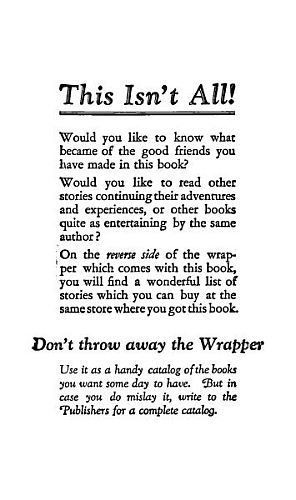 This Isn't All!
Would you like to know what
became of the good friends you
have made in this book?
Would you like to read other
stories continuing their adventures
and experiences, or other books
quite as entertaining by the same
author?
On the reverse side of the wrap-
per which comes with this book,
you will find a wonderful list of
stories which you can buy at the
same store where you got this book.
Don't throw away the Wrapper
Use it as a handy catalog of the books
you want some day to have. But in
case you do mislay it, write to the
Publishers for a complete catalog.